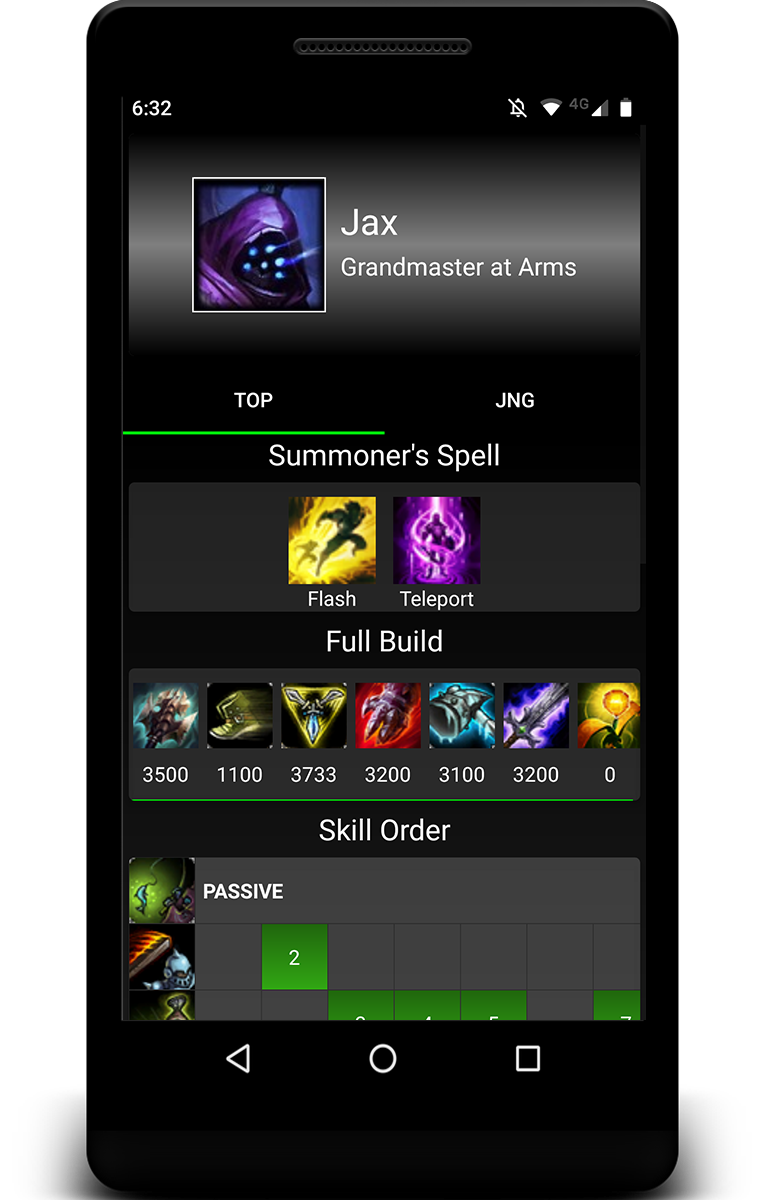 6:32
4G
Jax
Grandmaster at Arms
TOP JNG
Summoner's Spell
Flash Teleport
Full Build
3500 1100 3733 3200 3100 3200 0
Skill Order
PASSIVE
2